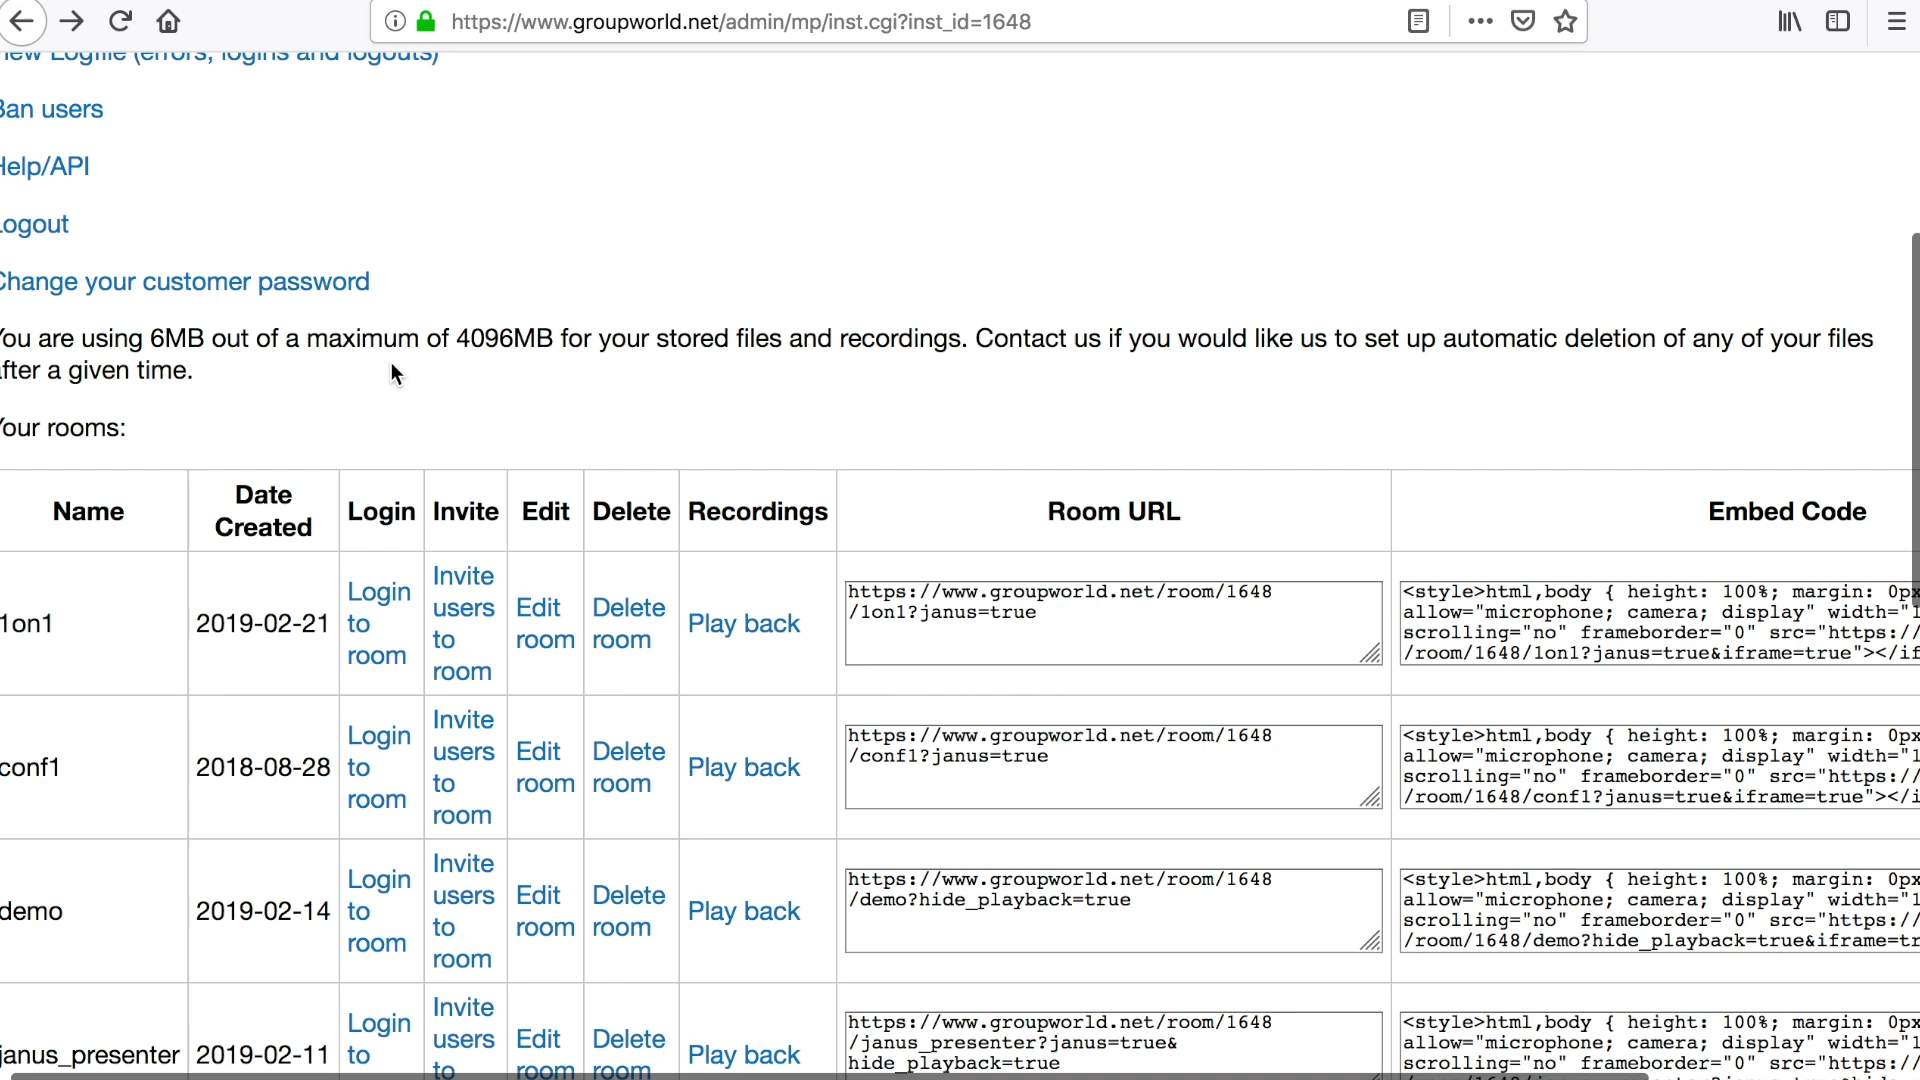 https://www.groupworld.net/admin/mp/inst.cgi?inst_id=1648
Logfile (errors, logins and logouts)
Ban users
Help/API
Logout
Change your customer password
You are using 6MB out of a maximum of 4096MB for your stored files and recordings. Contact us if you would like us to set up automatic deletion of any of your files
after a given time.
Your rooms:
Name
Date
Created
Login
Invite
Edit
Delete
Recordings
Room URL
Embed Code
1on1
2019-02-21
Login
to
room
Invite
users
to
room
Edit
room
Delete
room
Play back
https://www.groupworld.net/room/1648
/1on1?janus=true
<style>html,body { height: 100%; margin: 0px
allow="microphone; camera; display" width="1
scrolling="no" frameborder="0" src="https://
/room/1648/1on1?janus=true&iframe=true"></if
conf1
2018-08-28
Login
to
room
Invite
users
to
room
Edit
room
Delete
room
Play back
https://www.groupworld.net/room/1648
/conf1?janus=true
<style>html,body { height: 100%; margin: 0px
allow="microphone; camera; display" width="1
scrolling="no" frameborder="0" src="https://
/room/1648/conf1?janus=true&iframe=true"></i
demo
2019-02-14
Login
to
room
Invite
users
to
room
Edit
room
Delete
room
Play back
https://www.groupworld.net/room/1648
/demo?hide_playback=true
<style>html,body { height: 100%; margin: 0px
allow="microphone; camera; display" width="1
scrolling="no" frameborder="0" src="https://
/room/1648/demo?hide_playback=true&iframe=tr
janus_presenter
2019-02-11
Login
to
Invite
users
to
Edit
room
Delete
room
Play back
https://www.groupworld.net/room/1648
/janus_presenter?janus=true&
hide_playback=true
<style>html,body { height: 100%; margin: 0px
allow="microphone; camera; display" width="1
scrolling="no" frameborder="0" src="https://